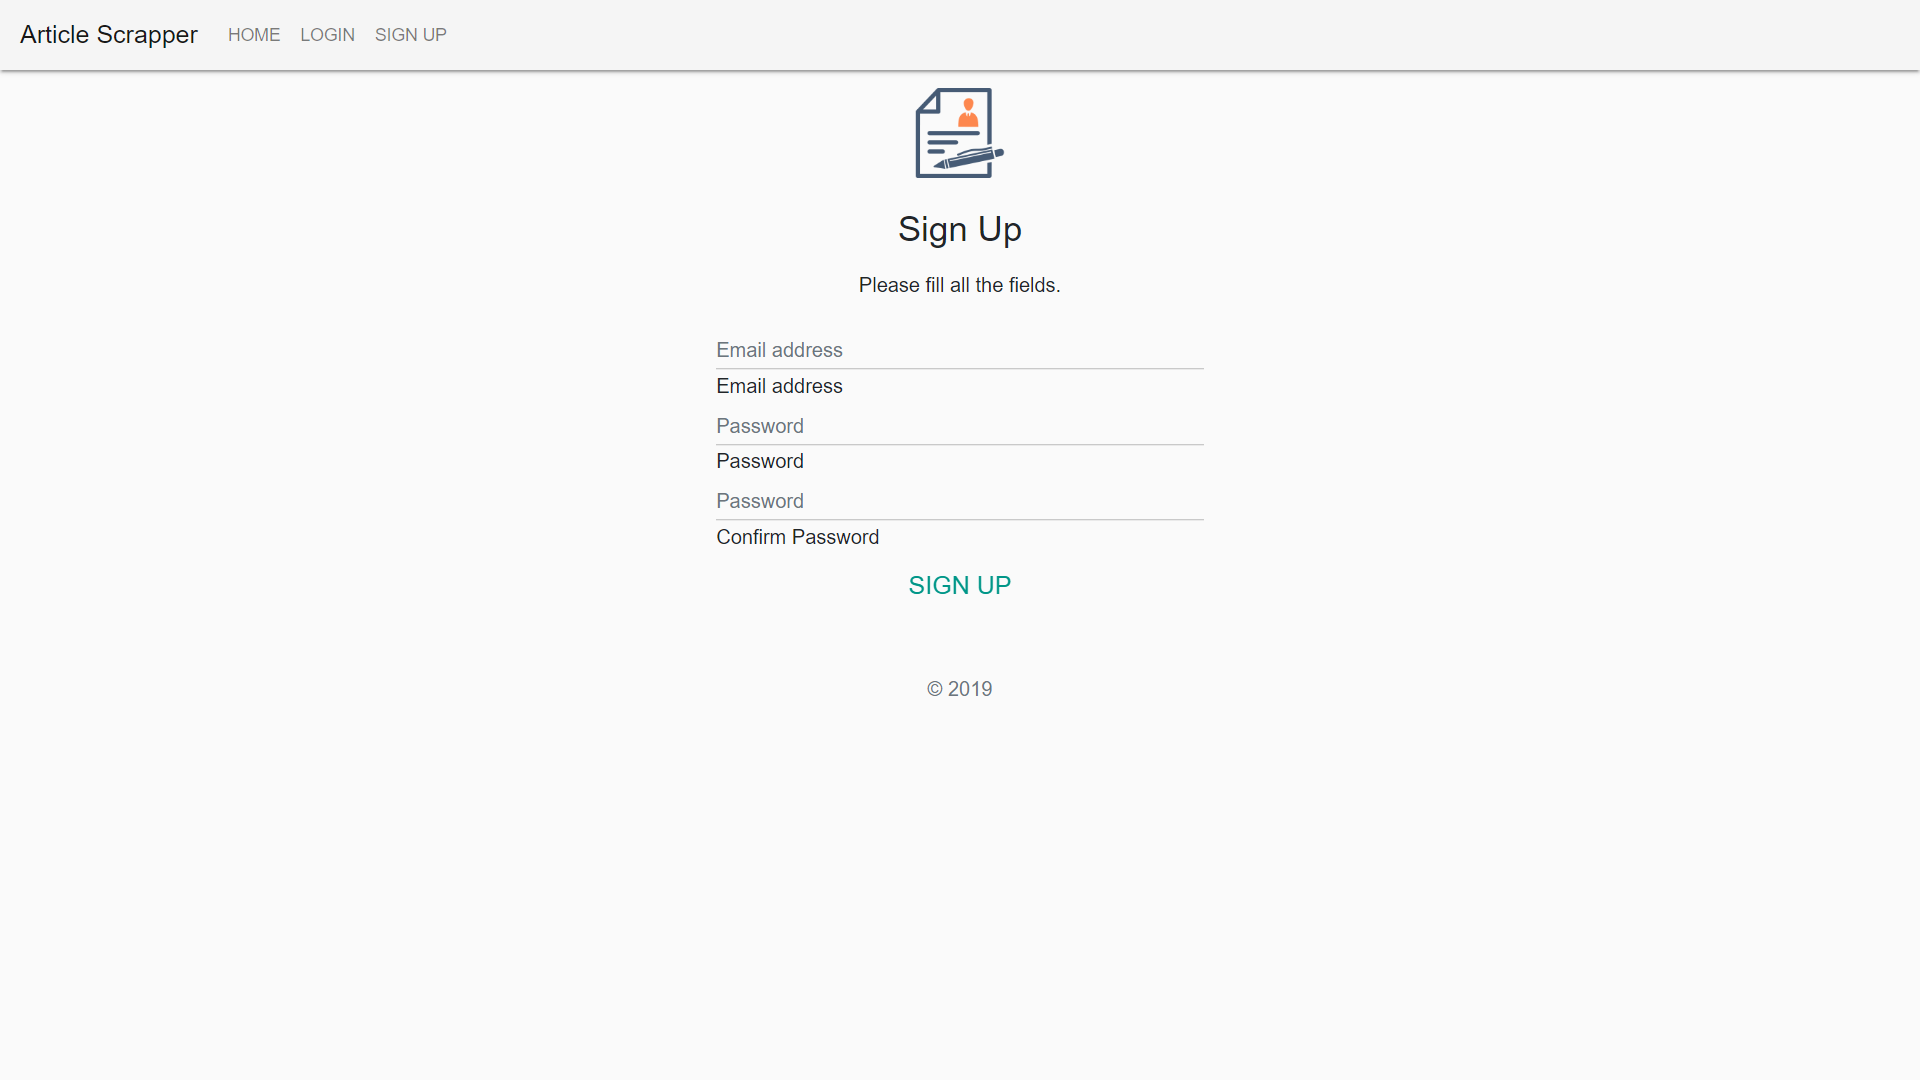 Article Scrapper HOME LOGIN SIGN UP
Sign Up
Please fill all the fields.
Email address
Email address
Password
Password
Password
Confirm Password
SIGN UP
© 2019